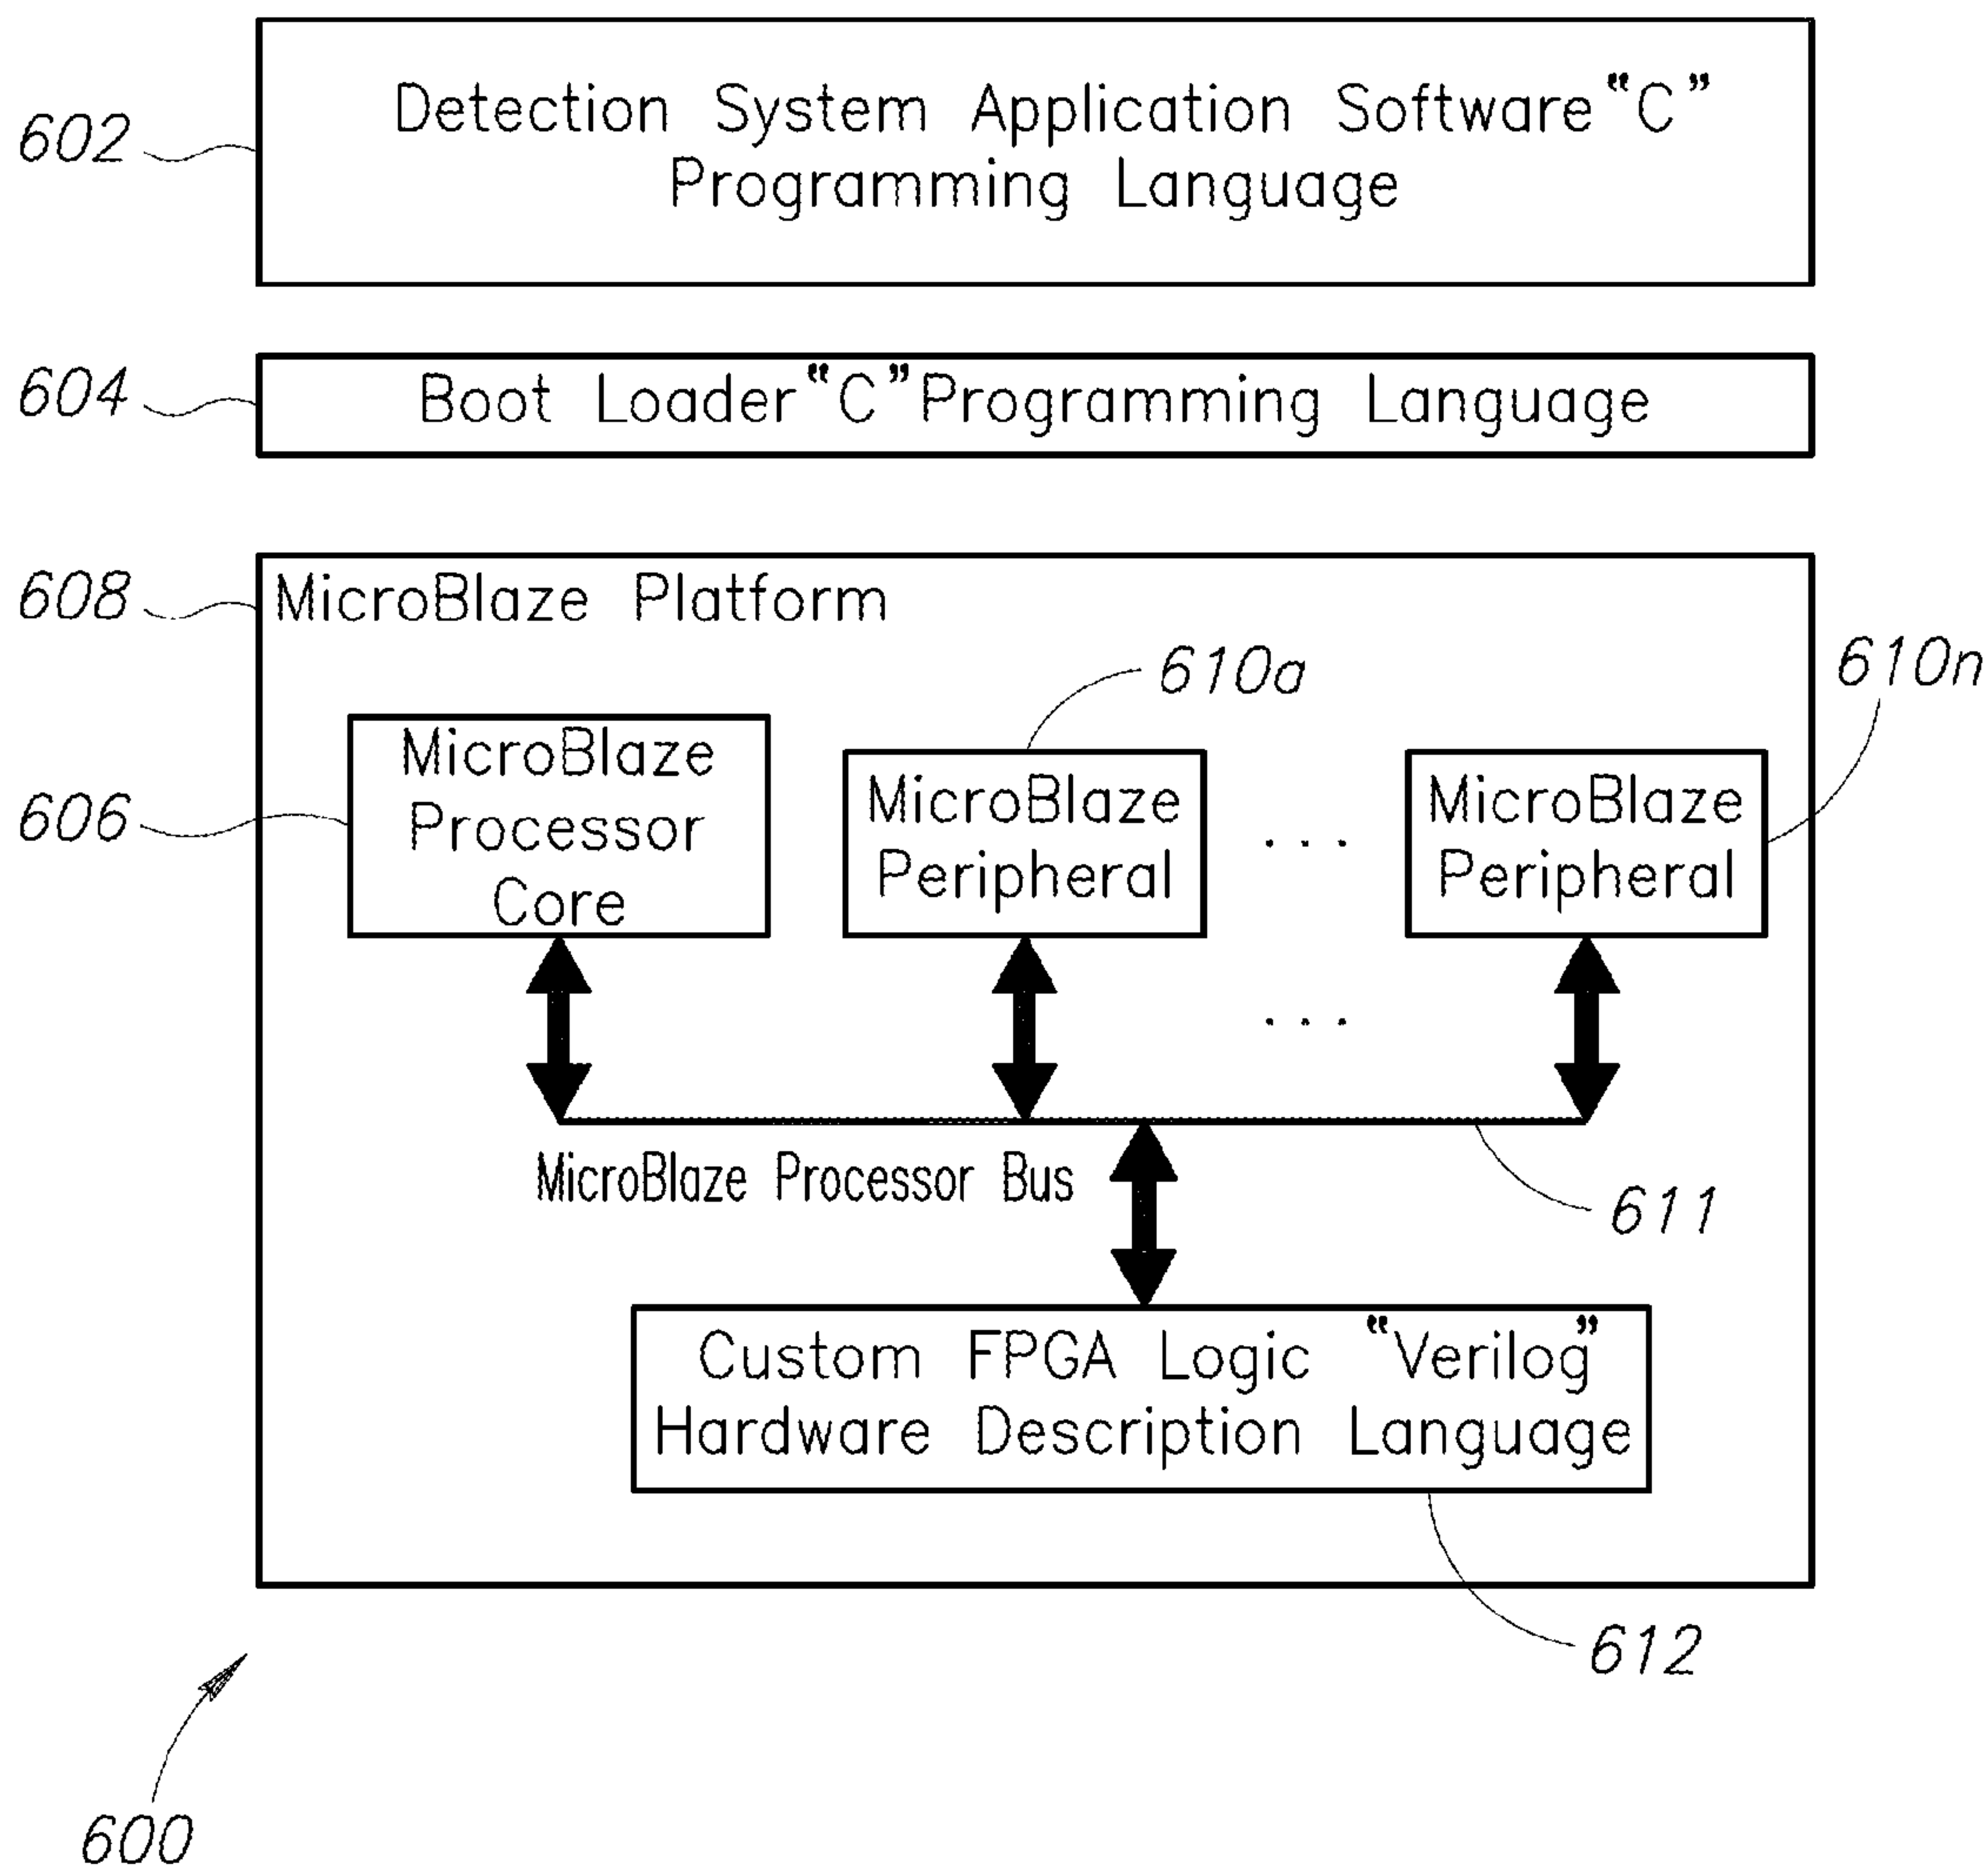 602
Detection System Application Software “C”
Programming Language
604
Boot Loader “C” Programming Language
608
MicroBlaze Platform
610a
610n
606
MicroBlaze
Processor
Core
MicroBlaze
Peripheral
. . .
MicroBlaze
Peripheral
. . .
MicroBlaze Processor Bus
611
Custom FPGA Logic “Verilog”
Hardware Description Language
612
600